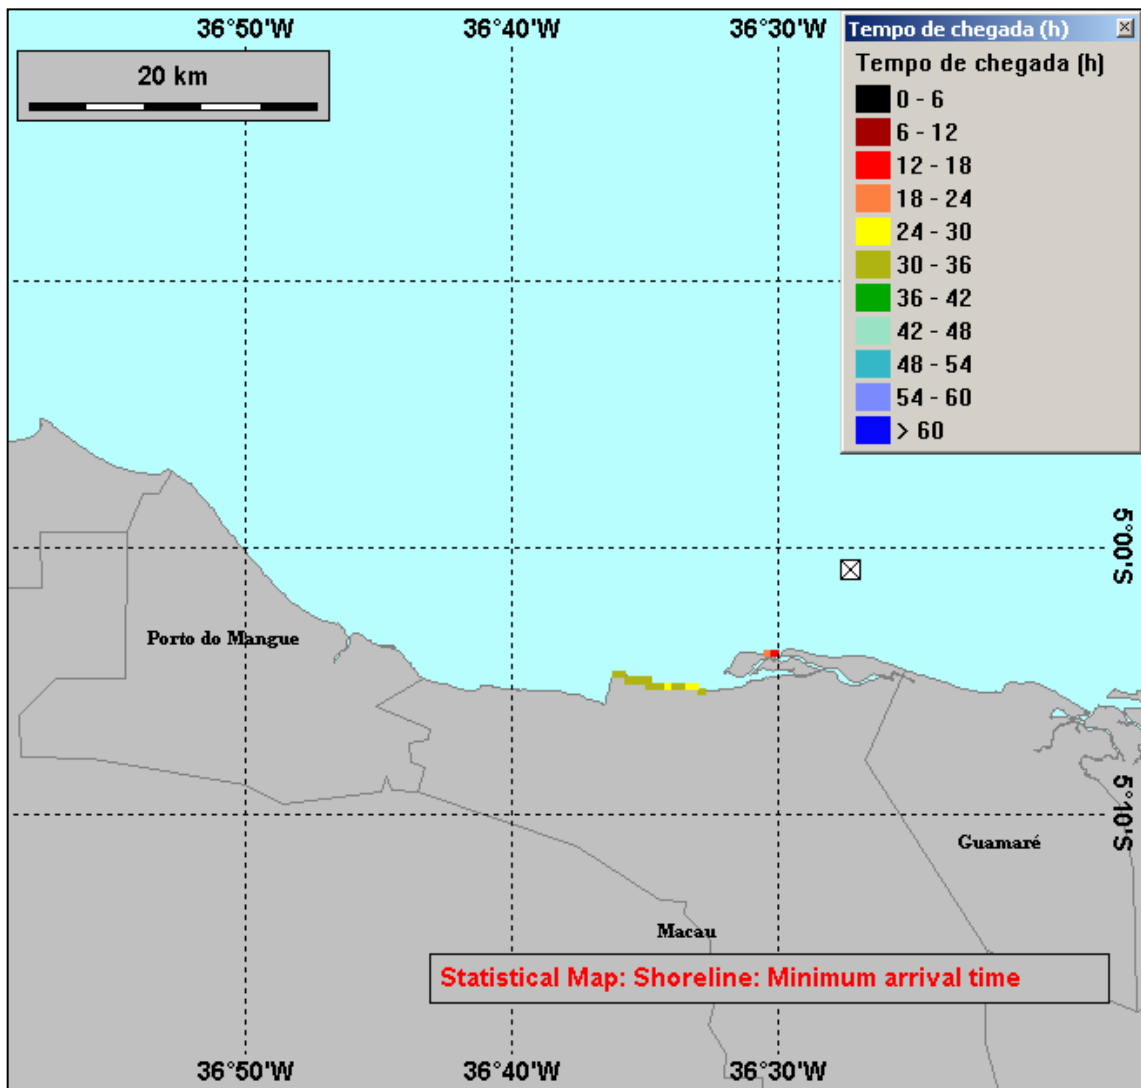 36°50'W 36°40'W 36°30'W
Tempo de chegada (h)
20 km
Tempo de chegada (h)
0 - 6
6 - 12
12 - 18
18 - 24
24 - 30
30 - 36
36 - 42
42 - 48
48 - 54
54 - 60
> 60
5°00'S
Porto do Mangue
5°10'S
Guamaré
Macau
Statistical Map: Shoreline: Minimum arrival time
36°50'W 36°40'W 36°30'W